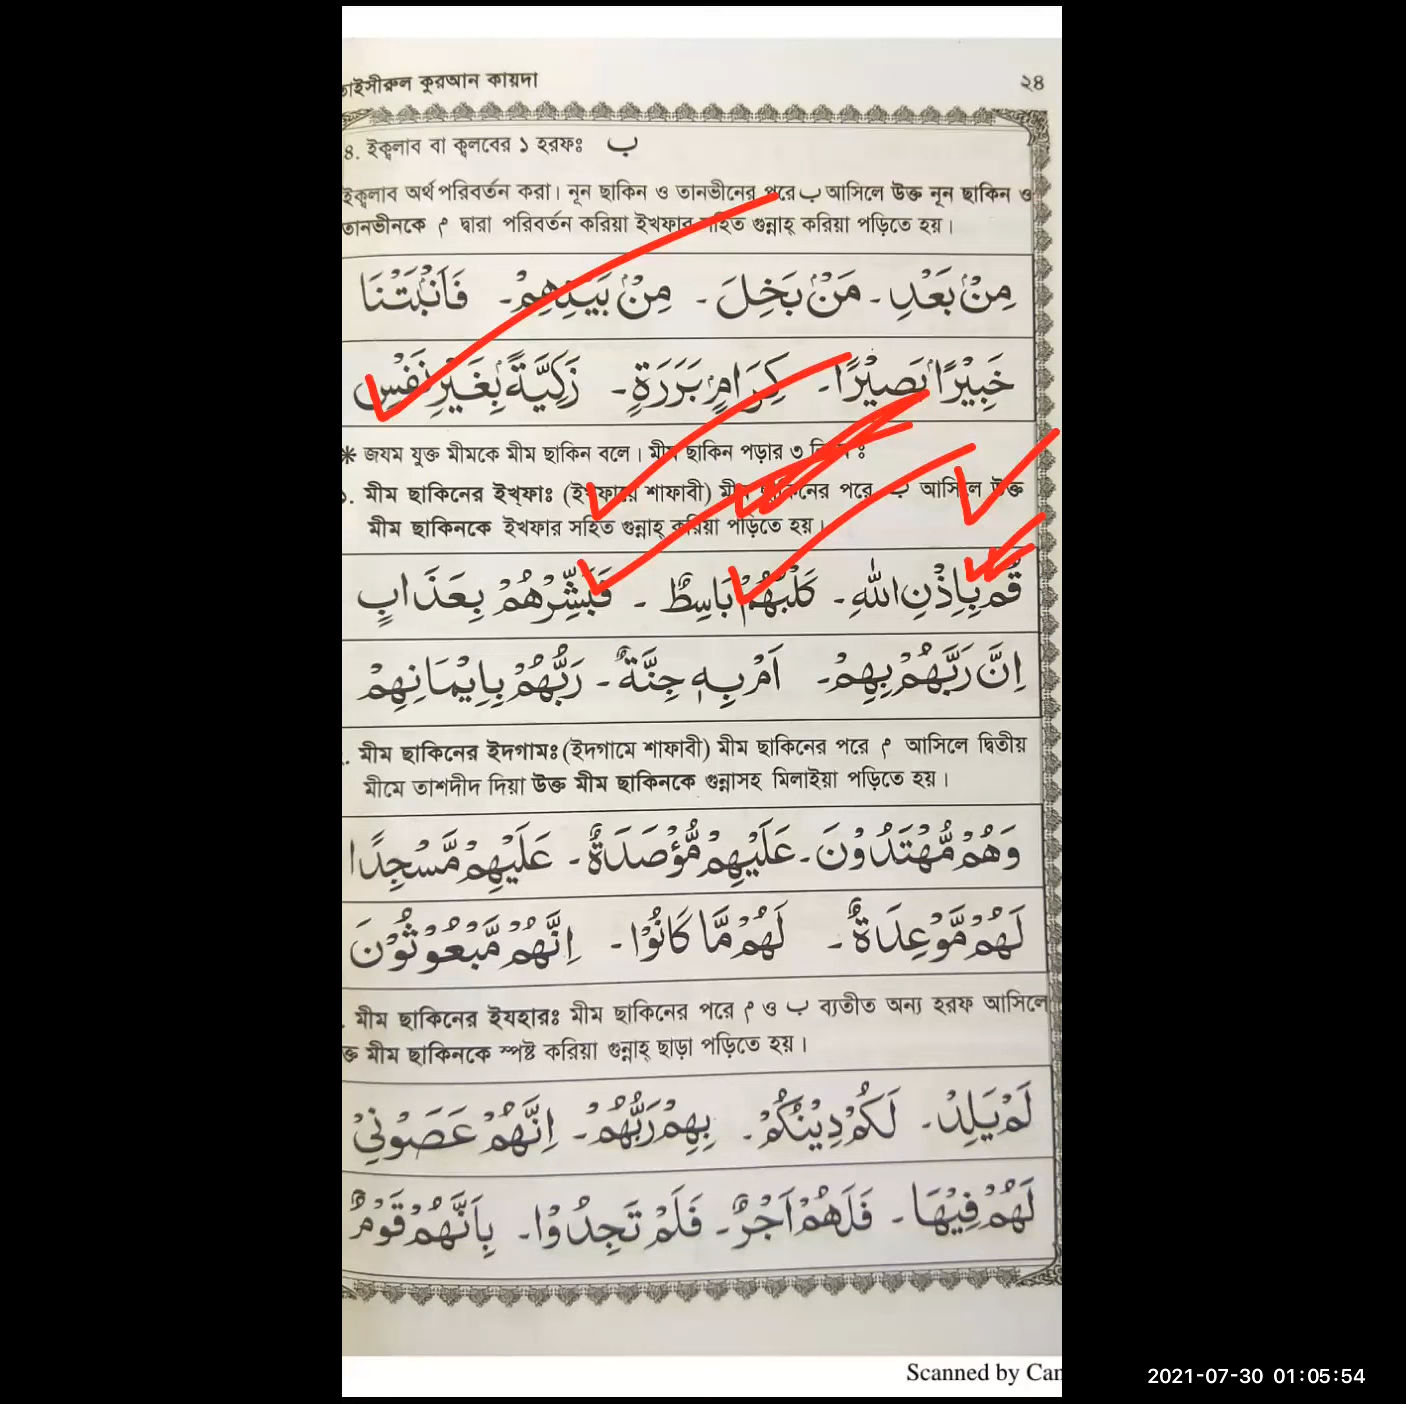 তাইসীরুল কুরআন কায়দা ২৪
৪. ইক্বলাব বা ক্বলবের ১ হরফঃ ب
ইক্বলাব অর্থ পরিবর্তন করা। নূন ছাকিন ও তানভীনের পরে ب আসিলে উক্ত নূন ছাকিন ও
তানভীনকে م দ্বারা পরিবর্তন করিয়া ইখফার সহিত গুন্নাহ্ করিয়া পড়িতে হয়।
مِنْۢ بَعْدِ ـ مَنْۢ بَخِلَ ـ مِنْۢ بَيْدِهِمْ ـ فَاَنْۢبَتْنَا
خَبِيْرًاۢ بَصِيْرًا ـ كِرَامٍۭ بَرَرَةٍ ـ زَكِيَّةًۢ بِغَيْرِ نَفْسٍ
* জযম যুক্ত মীমকে মীম ছাকিন বলে। মীম ছাকিন পড়ার ৩ নিয়মঃ
১. মীম ছাকিনের ইখ্ফাঃ (ইখ্ফায়ে শাফাবী) মীম ছাকিনের পরে ب আসিলে উক্ত
মীম ছাকিনকে ইখফার সহিত গুন্নাহ্ করিয়া পড়িতে হয়।
قُمْ بِاِذْنِ اللّٰهِ ـ كَلْبُهُمْ بَاسِطٌ ـ فَبَشِّرْهُمْ بِعَذَابٍ
اِنَّ رَبَّهُمْ بِهِمْ ـ اَمْ بِهٖ جِنَّةٌ ـ رَبُّهُمْ بِاِيْمَانِهِمْ
. মীম ছাকিনের ইদগামঃ (ইদগামে শাফাবী) মীম ছাকিনের পরে م আসিলে দ্বিতীয়
মীমে তাশদীদ দিয়া উক্ত মীম ছাকিনকে গুন্নাসহ মিলাইয়া পড়িতে হয়।
وَهُمْ مُّهْتَدُوْنَ ـ عَلَيْهِمْ مُّؤْصَدَةٌ ـ عَلَيْهِمْ مَّسْجِدًا
لَهُمْ مَّوْعِدَةٌ ـ لَهُمْ مَّا كَانُوْا ـ اِنَّهُمْ مَّبْعُوْثُوْنَ
. মীম ছাকিনের ইযহারঃ মীম ছাকিনের পরে م ও ب ব্যতীত অন্য হরফ আসিলে
ক্ত মীম ছাকিনকে স্পষ্ট করিয়া গুন্নাহ্ ছাড়া পড়িতে হয়।
لَمْ يَلِدْ ـ لَكُمْ دِيْنُكُمْ ـ بِهِمْ رَبُّهُمْ ـ اِنَّهُمْ عَصَوْنِيْ
لَهُمْ فِيْهَا ـ فَلَهُمْ اَجْرٌ ـ فَلَمْ تَجِدُوْا ـ بِاَنَّهُمْ قَوْمٌ
Scanned by Can
2021-07-30 01:05:54